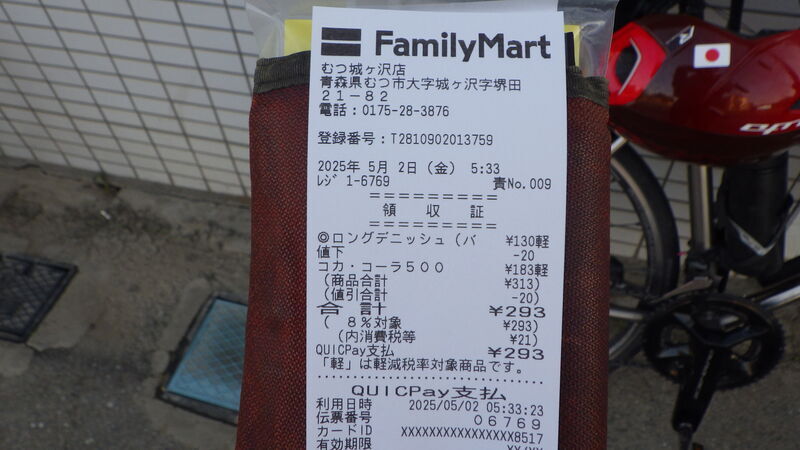 FamilyMart
むつ城ヶ沢店
青森県むつ市大字城ヶ沢字堺田
21-82
電話:0175-28-3876
登録番号:T2810902013759
2025年 5月 2日(金) 5:33
レジ 1-6769 責No.009
=========
領 収 証
=========
◎ロングデニッシュ(バ ¥130軽
値下 -20
コカ・コーラ500 ¥183軽
(商品合計 ¥313)
(値引合計 -20)
合 計 ¥293
( 8%対象 ¥293)
(内消費税等 ¥21)
QUICPay支払 ¥293
「軽」は軽減税率対象商品です。
QUICPay支払
利用日時 2025/05/02 05:33:23
伝票番号 06769
カードID XXXXXXXXXXXXXXXX8517
有効期限